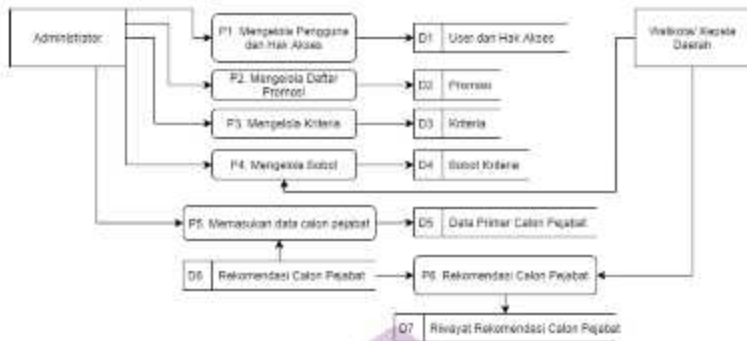 Administrator
P1. Mengelola Pengguna
dan Hak Akses
D1 User dan Hak Akses
Walikota/ Kepala
Daerah
P2. Mengelola Daftar
Promosi
D2 Promosi
P3. Mengelola Kriteria
D3 Kriteria
P4. Mengelola Bobot
D4 Bobot Kriteria
P5. Memasukan data calon pejabat
D5 Data Primer Calon Pejabat
D6 Rekomendasi Calon Pejabat
P6. Rekomendasi Calon Pejabat
D7 Riwayat Rekomendasi Calon Pejabat